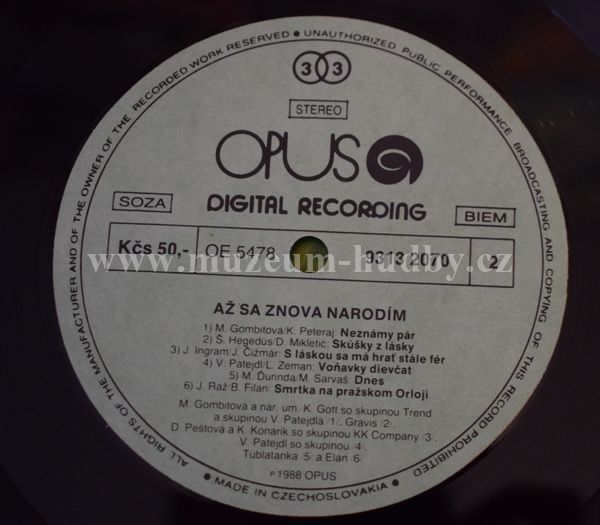 ALL RIGHTS OF THE MANUFACTURER AND OF THE OWNER OF THE RECORDED WORK RESERVED • UNAUTHORIZED PUBLIC PERFORMANCE BROADCASTING AND COPYING OF THIS RECORD PROHIBITED
33
STEREO
OPUS
DIGITAL RECORDING
SOZA
BIEM
Kčs 50,- OE 5478 9313 2070 2
www.muzeum-hudby.cz
AŽ SA ZNOVA NARODÍM
1) M. Gombitová/K. Peteraj: Neznámy pár
2) Š. Hegedüs/D. Mikletič: Skúšky z lásky
3) J. Ingram/J. Čižmár: S láskou sa má hrať stále fér
4) V. Patejdl/L. Zeman: Voňavky dievčat
5) M. Ďurinda/M. Sarvaš: Dnes
6) J. Ráž/B. Filan: Smrtka na pražskom Orloji
M. Gombitová a nar. um. K. Gott so skupinou Trend
a skupinou V. Patejdla /1/, Gravis /2/,
D. Peštová a K. Konárik so skupinou KK Company /3/,
V. Patejdl so skupinou /4/,
Tublatanka /5/ a Elán /6/
℗ 1988 OPUS
• MADE IN CZECHOSLOVAKIA •